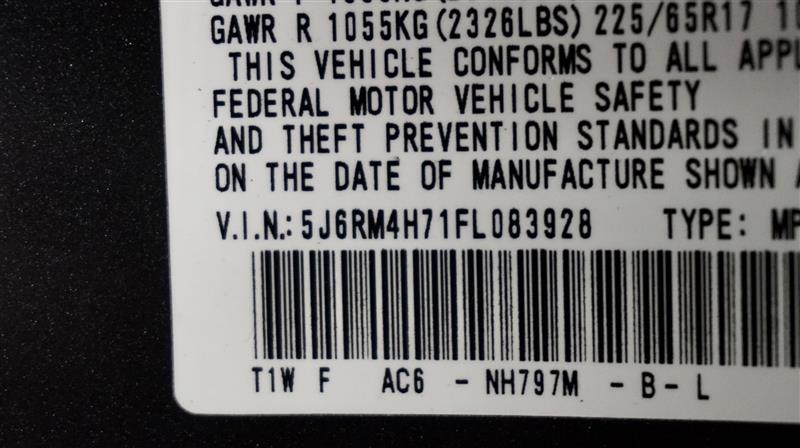 GAWR R 1055KG(2326LBS) 225/65R17
THIS VEHICLE CONFORMS TO ALL
FEDERAL MOTOR VEHICLE SAFETY
AND THEFT PREVENTION STANDARDS IN
ON THE DATE OF MANUFACTURE SHOWN
V.I.N.: 5J6RM4H71FL083928 TYPE:
T1W F AC6 - NH797M - B - L